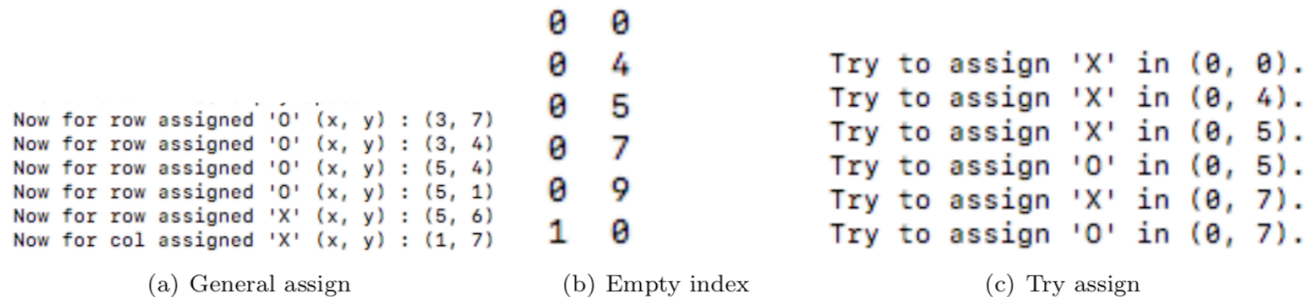 Now for row assigned 'O' (x, y) : (3, 7)
Now for row assigned 'O' (x, y) : (3, 4)
Now for row assigned 'O' (x, y) : (5, 4)
Now for row assigned 'O' (x, y) : (5, 1)
Now for row assigned 'X' (x, y) : (5, 6)
Now for col assigned 'X' (x, y) : (1, 7)
(a) General assign
0 0
0 4
0 5
0 7
0 9
1 0
(b) Empty index
Try to assign 'X' in (0, 0).
Try to assign 'X' in (0, 4).
Try to assign 'X' in (0, 5).
Try to assign 'O' in (0, 5).
Try to assign 'X' in (0, 7).
Try to assign 'O' in (0, 7).
(c) Try assign